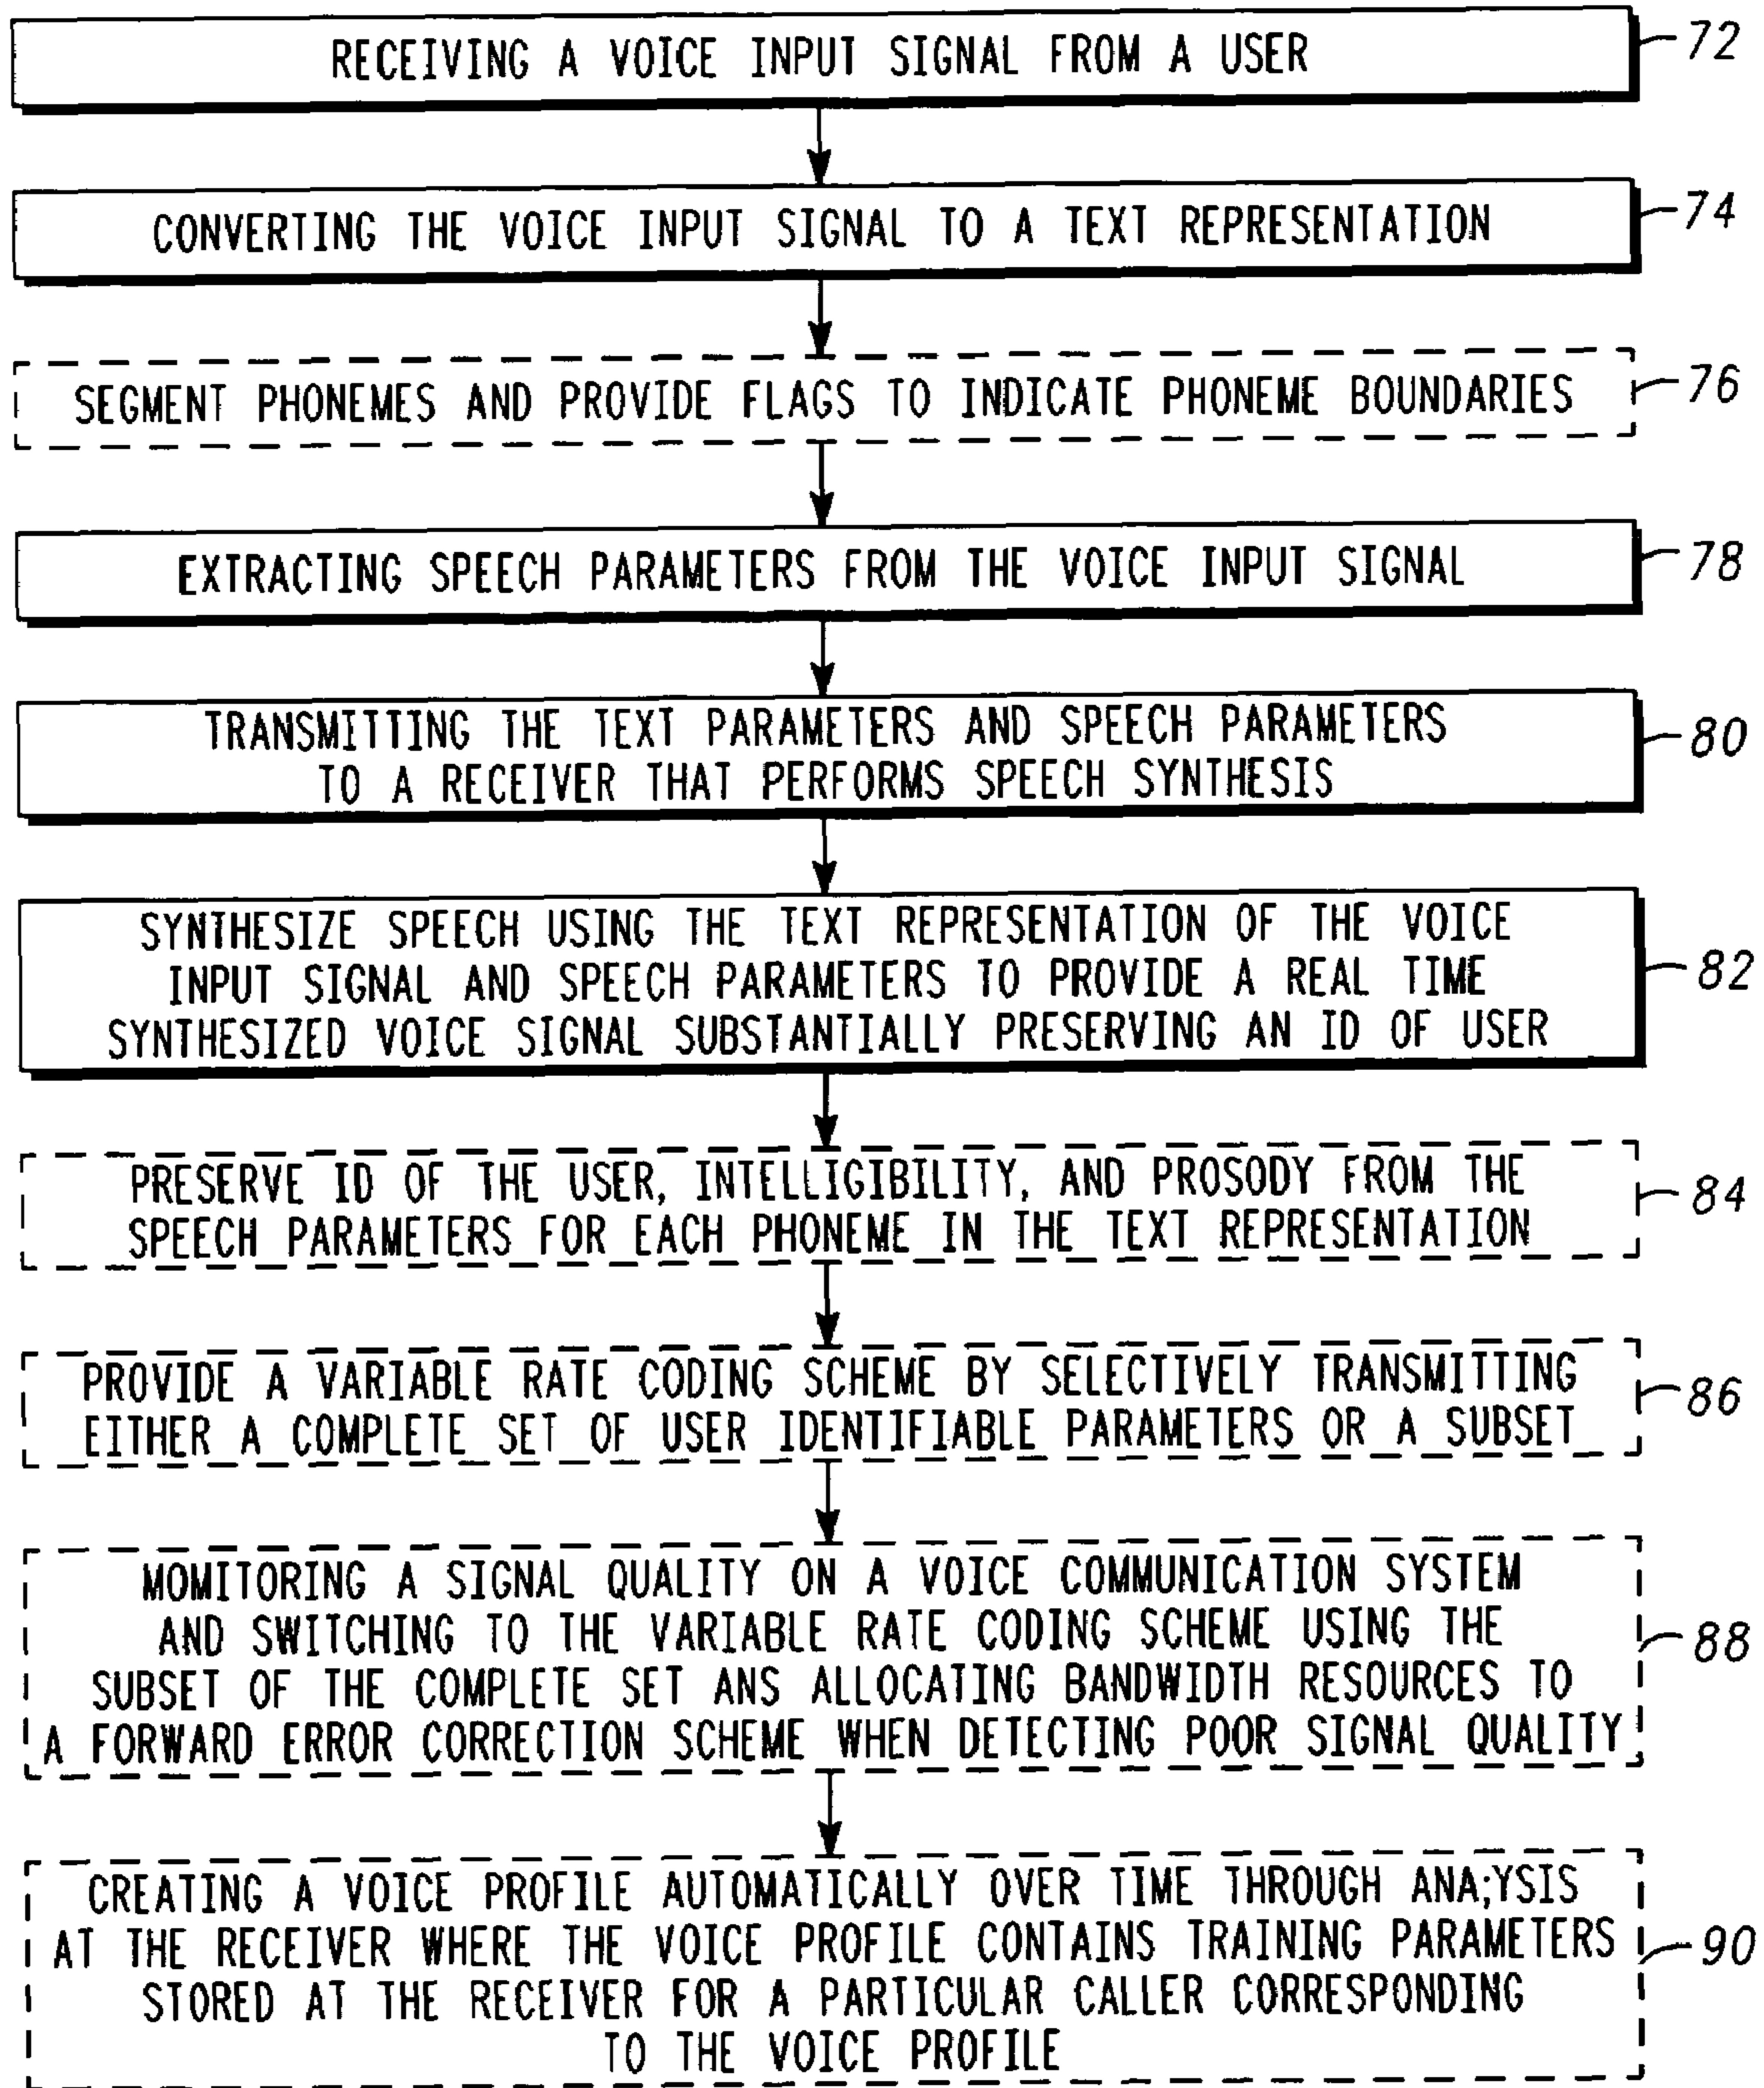 RECEIVING A VOICE INPUT SIGNAL FROM A USER
72
CONVERTING THE VOICE INPUT SIGNAL TO A TEXT REPRESENTATION
74
SEGMENT PHONEMES AND PROVIDE FLAGS TO INDICATE PHONEME BOUNDARIES
76
EXTRACTING SPEECH PARAMETERS FROM THE VOICE INPUT SIGNAL
78
TRANSMITTING THE TEXT PARAMETERS AND SPEECH PARAMETERS
TO A RECEIVER THAT PERFORMS SPEECH SYNTHESIS
80
SYNTHESIZE SPEECH USING THE TEXT REPRESENTATION OF THE VOICE
INPUT SIGNAL AND SPEECH PARAMETERS TO PROVIDE A REAL TIME
SYNTHESIZED VOICE SIGNAL SUBSTANTIALLY PRESERVING AN ID OF USER
82
PRESERVE ID OF THE USER, INTELLIGIBILITY, AND PROSODY FROM THE
SPEECH PARAMETERS FOR EACH PHONEME IN THE TEXT REPRESENTATION
84
PROVIDE A VARIABLE RATE CODING SCHEME BY SELECTIVELY TRANSMITTING
EITHER A COMPLETE SET OF USER IDENTIFIABLE PARAMETERS OR A SUBSET
86
MOMITORING A SIGNAL QUALITY ON A VOICE COMMUNICATION SYSTEM
AND SWITCHING TO THE VARIABLE RATE CODING SCHEME USING THE
SUBSET OF THE COMPLETE SET ANS ALLOCATING BANDWIDTH RESOURCES TO
A FORWARD ERROR CORRECTION SCHEME WHEN DETECTING POOR SIGNAL QUALITY
88
CREATING A VOICE PROFILE AUTOMATICALLY OVER TIME THROUGH ANA;YSIS
AT THE RECEIVER WHERE THE VOICE PROFILE CONTAINS TRAINING PARAMETERS
STORED AT THE RECEIVER FOR A PARTICULAR CALLER CORRESPONDING
TO THE VOICE PROFILE
90